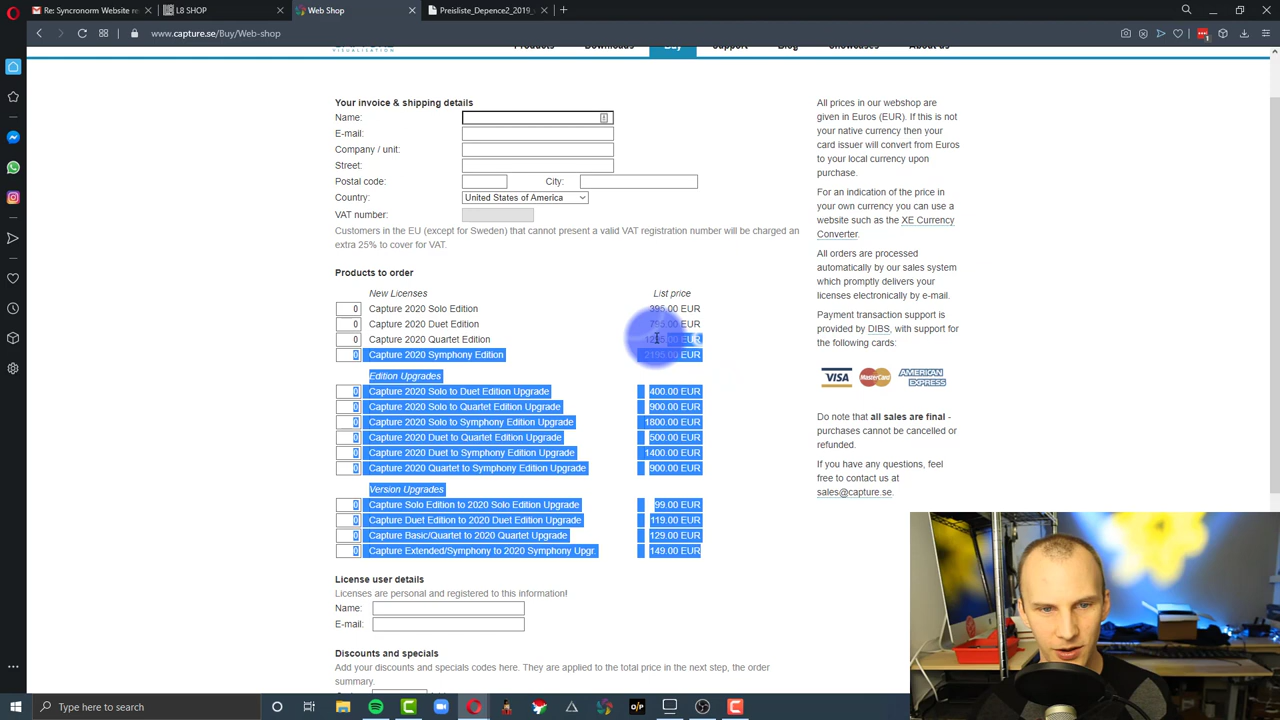 Re: Syncronorm Website re
L8 SHOP
Web Shop
Preisliste_Depence2_2019_
www.capture.se/Buy/Web-shop
VISUALISATION
Products
Downloads
Buy
Support
Blog
Showcases
About us
Your invoice & shipping details
Name:
E-mail:
Company / unit:
Street:
Postal code:
City:
Country:
United States of America
VAT number:
Customers in the EU (except for Sweden) that cannot present a valid VAT registration number will be charged an
extra 25% to cover for VAT.
Products to order
New Licenses
List price
0 Capture 2020 Solo Edition 395.00 EUR
0 Capture 2020 Duet Edition 795.00 EUR
0 Capture 2020 Quartet Edition EUR
0 Capture 2020 Symphony Edition 2195.00 EUR
Edition Upgrades
0 Capture 2020 Solo to Duet Edition Upgrade 400.00 EUR
0 Capture 2020 Solo to Quartet Edition Upgrade 900.00 EUR
0 Capture 2020 Solo to Symphony Edition Upgrade 1800.00 EUR
0 Capture 2020 Duet to Quartet Edition Upgrade 500.00 EUR
0 Capture 2020 Duet to Symphony Edition Upgrade 1400.00 EUR
0 Capture 2020 Quartet to Symphony Edition Upgrade 900.00 EUR
Version Upgrades
0 Capture Solo Edition to 2020 Solo Edition Upgrade 99.00 EUR
0 Capture Duet Edition to 2020 Duet Edition Upgrade 119.00 EUR
0 Capture Basic/Quartet to 2020 Quartet Upgrade 129.00 EUR
0 Capture Extended/Symphony to 2020 Symphony Upgr. 149.00 EUR
License user details
Licenses are personal and registered to this information!
Name:
E-mail:
Discounts and specials
Add your discounts and specials codes here. They are applied to the total price in the next step, the order
summary.
All prices in our webshop are
given in Euros (EUR). If this is not
your native currency then your
card issuer will convert from Euros
to your local currency upon
purchase.
For an indication of the price in
your own currency you can use a
website such as the XE Currency
Converter.
All orders are processed
automatically by our sales system
which promptly delivers your
licenses electronically by e-mail.
Payment transaction support is
provided by DIBS, with support for
the following cards:
VISA
MasterCard
AMERICAN
EXPRESS
Do note that all sales are final -
purchases cannot be cancelled or
refunded.
If you have any questions, feel
free to contact us at
sales@capture.se.
Type here to search
o/p